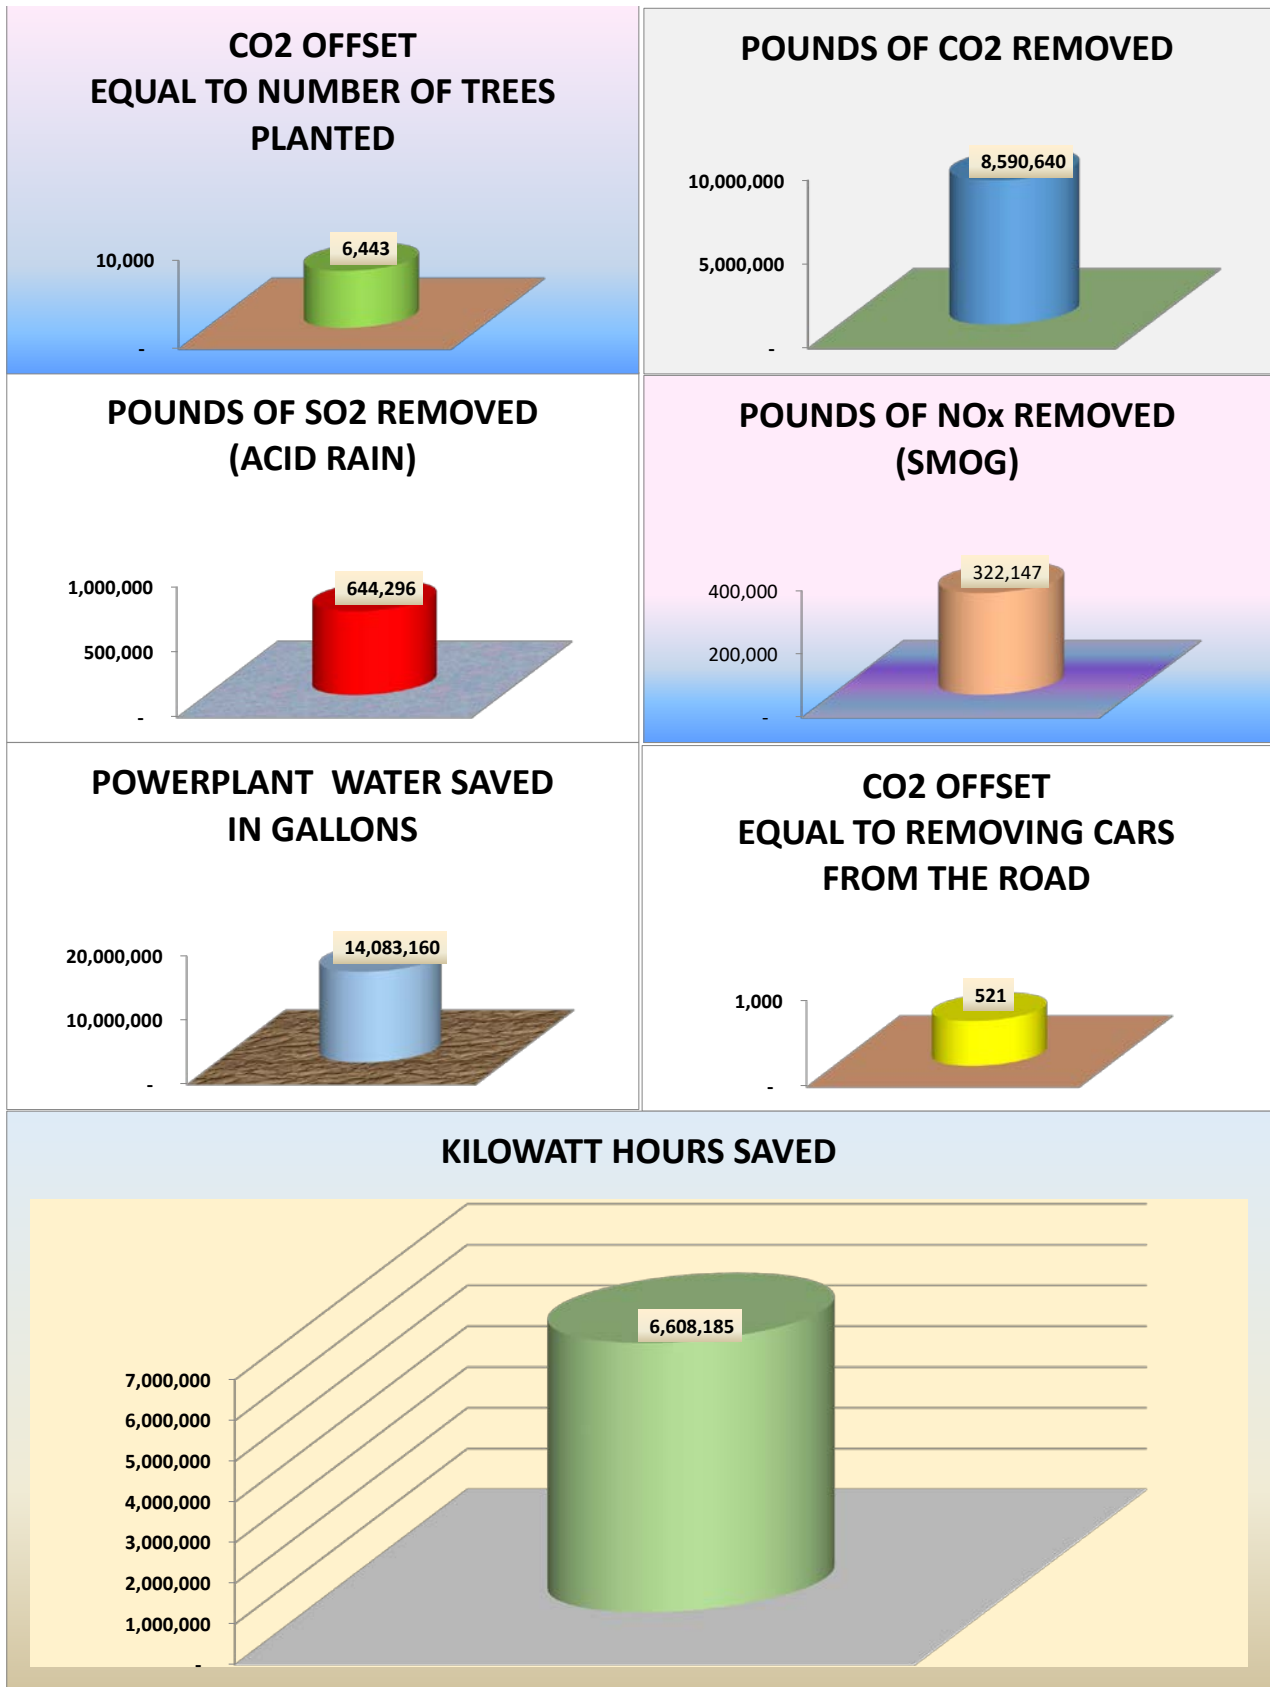 CO2 OFFSET
EQUAL TO NUMBER OF TREES
PLANTED
6,443
10,000
-
POUNDS OF CO2 REMOVED
8,590,640
10,000,000
5,000,000
-
POUNDS OF SO2 REMOVED
(ACID RAIN)
644,296
1,000,000
500,000
-
POUNDS OF NOx REMOVED
(SMOG)
322,147
400,000
200,000
-
POWERPLANT  WATER SAVED
IN GALLONS
14,083,160
20,000,000
10,000,000
-
CO2 OFFSET
EQUAL TO REMOVING CARS
FROM THE ROAD
521
1,000
-
KILOWATT HOURS SAVED
6,608,185
7,000,000
6,000,000
5,000,000
4,000,000
3,000,000
2,000,000
1,000,000
-